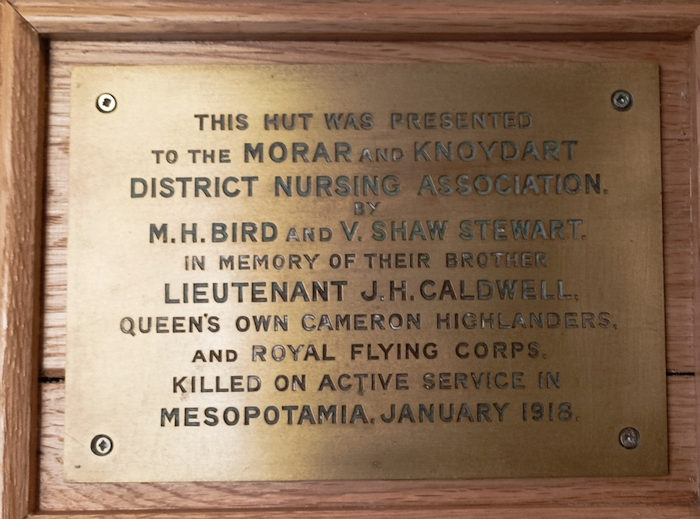 THIS HUT WAS PRESENTED
TO THE MORAR AND KNOYDART
DISTRICT NURSING ASSOCIATION.
BY
M.H. BIRD AND V. SHAW STEWART.
IN MEMORY OF THEIR BROTHER
LIEUTENANT J.H. CALDWELL,
QUEEN'S OWN CAMERON HIGHLANDERS,
AND ROYAL FLYING CORPS.
KILLED ON ACTIVE SERVICE IN
MESOPOTAMIA, JANUARY 1918.